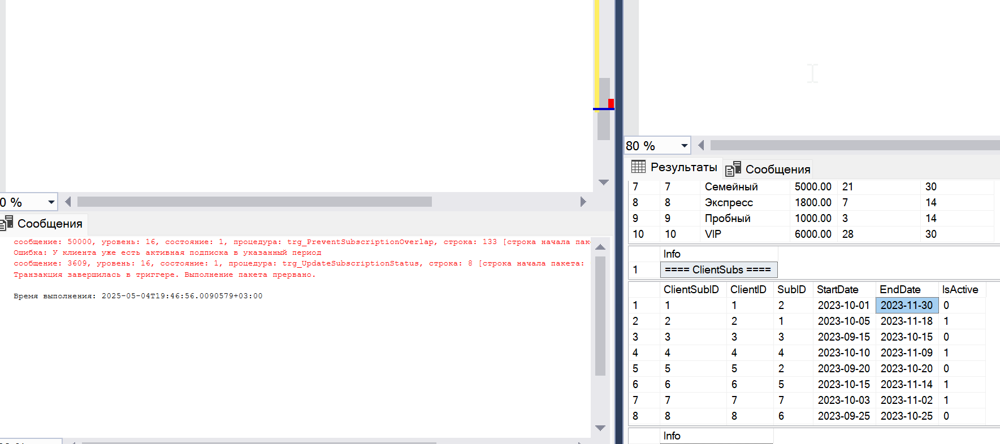 0 %
Сообщения
сообщение: 50000, уровень: 16, состояние: 1, процедура: trg_PreventSubscriptionOverlap, строка: 133 [строка начала пак
Ошибка: У клиента уже есть активная подписка в указанный период
сообщение: 3609, уровень: 16, состояние: 1, процедура: trg_UpdateSubscriptionStatus, строка: 8 [строка начала пакета:
Транзакция завершилась в триггере. Выполнение пакета прервано.
Время выполнения: 2025-05-04T19:46:56.0090579+03:00
80 %
Результаты Сообщения
7 7 Семейный 5000.00 21 30
8 8 Экспресс 1800.00 7 14
9 9 Пробный 1000.00 3 14
10 10 VIP 6000.00 28 30
Info
1 ==== ClientSubs ====
ClientSubID ClientID SubID StartDate EndDate IsActive
1 1 1 2 2023-10-01 2023-11-30 0
2 2 2 1 2023-10-05 2023-11-18 1
3 3 3 3 2023-09-15 2023-10-15 0
4 4 4 4 2023-10-10 2023-11-09 1
5 5 5 2 2023-09-20 2023-10-20 0
6 6 6 5 2023-10-15 2023-11-14 1
7 7 7 7 2023-10-03 2023-11-02 1
8 8 8 6 2023-09-25 2023-10-25 0
Info